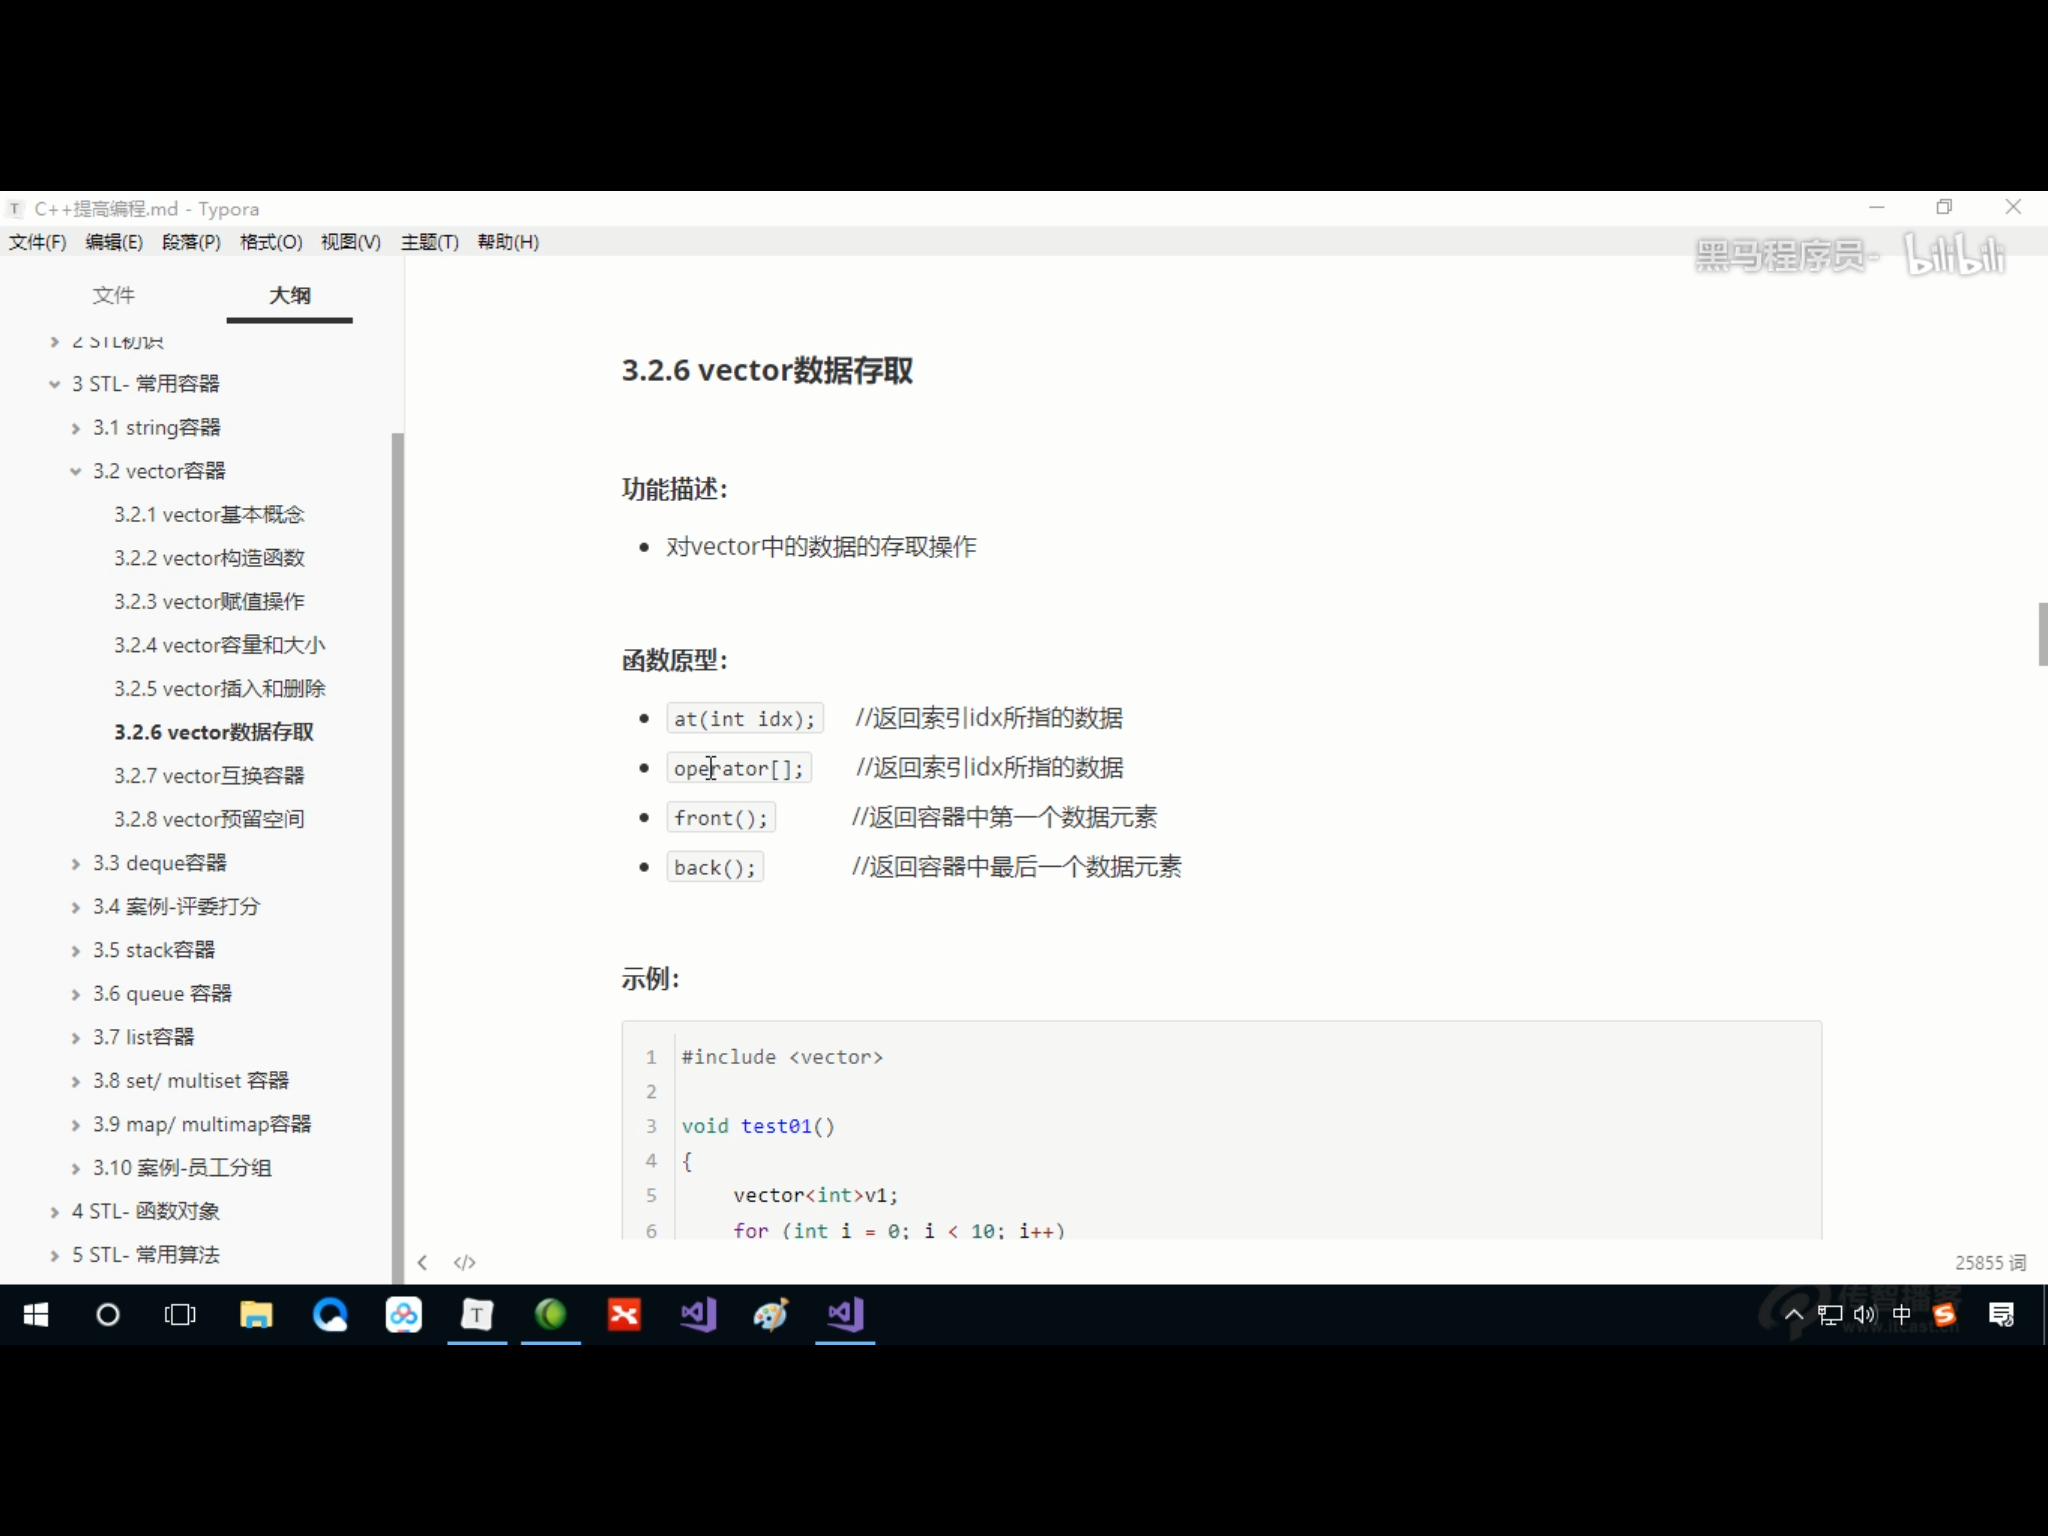 C++提高编程.md - Typora
文件(F) 编辑(E) 段落(P) 格式(O) 视图(V) 主题(T) 帮助(H)
黑马程序员- bilibili
文件 大纲
2 STL初识
3 STL- 常用容器
3.1 string容器
3.2 vector容器
3.2.1 vector基本概念
3.2.2 vector构造函数
3.2.3 vector赋值操作
3.2.4 vector容量和大小
3.2.5 vector插入和删除
3.2.6 vector数据存取
3.2.7 vector互换容器
3.2.8 vector预留空间
3.3 deque容器
3.4 案例-评委打分
3.5 stack容器
3.6 queue 容器
3.7 list容器
3.8 set/ multiset 容器
3.9 map/ multimap容器
3.10 案例-员工分组
4 STL- 函数对象
5 STL- 常用算法
3.2.6 vector数据存取
功能描述：
对vector中的数据的存取操作
函数原型：
at(int idx); //返回索引idx所指的数据
operator[]; //返回索引idx所指的数据
front(); //返回容器中第一个数据元素
back(); //返回容器中最后一个数据元素
示例：
1 #include <vector>
2
3 void test01()
4 {
5 vector<int>v1;
6 for (int i = 0; i < 10; i++)
</> 25855 词
T 中 S
传智播客
www.itcast.cn